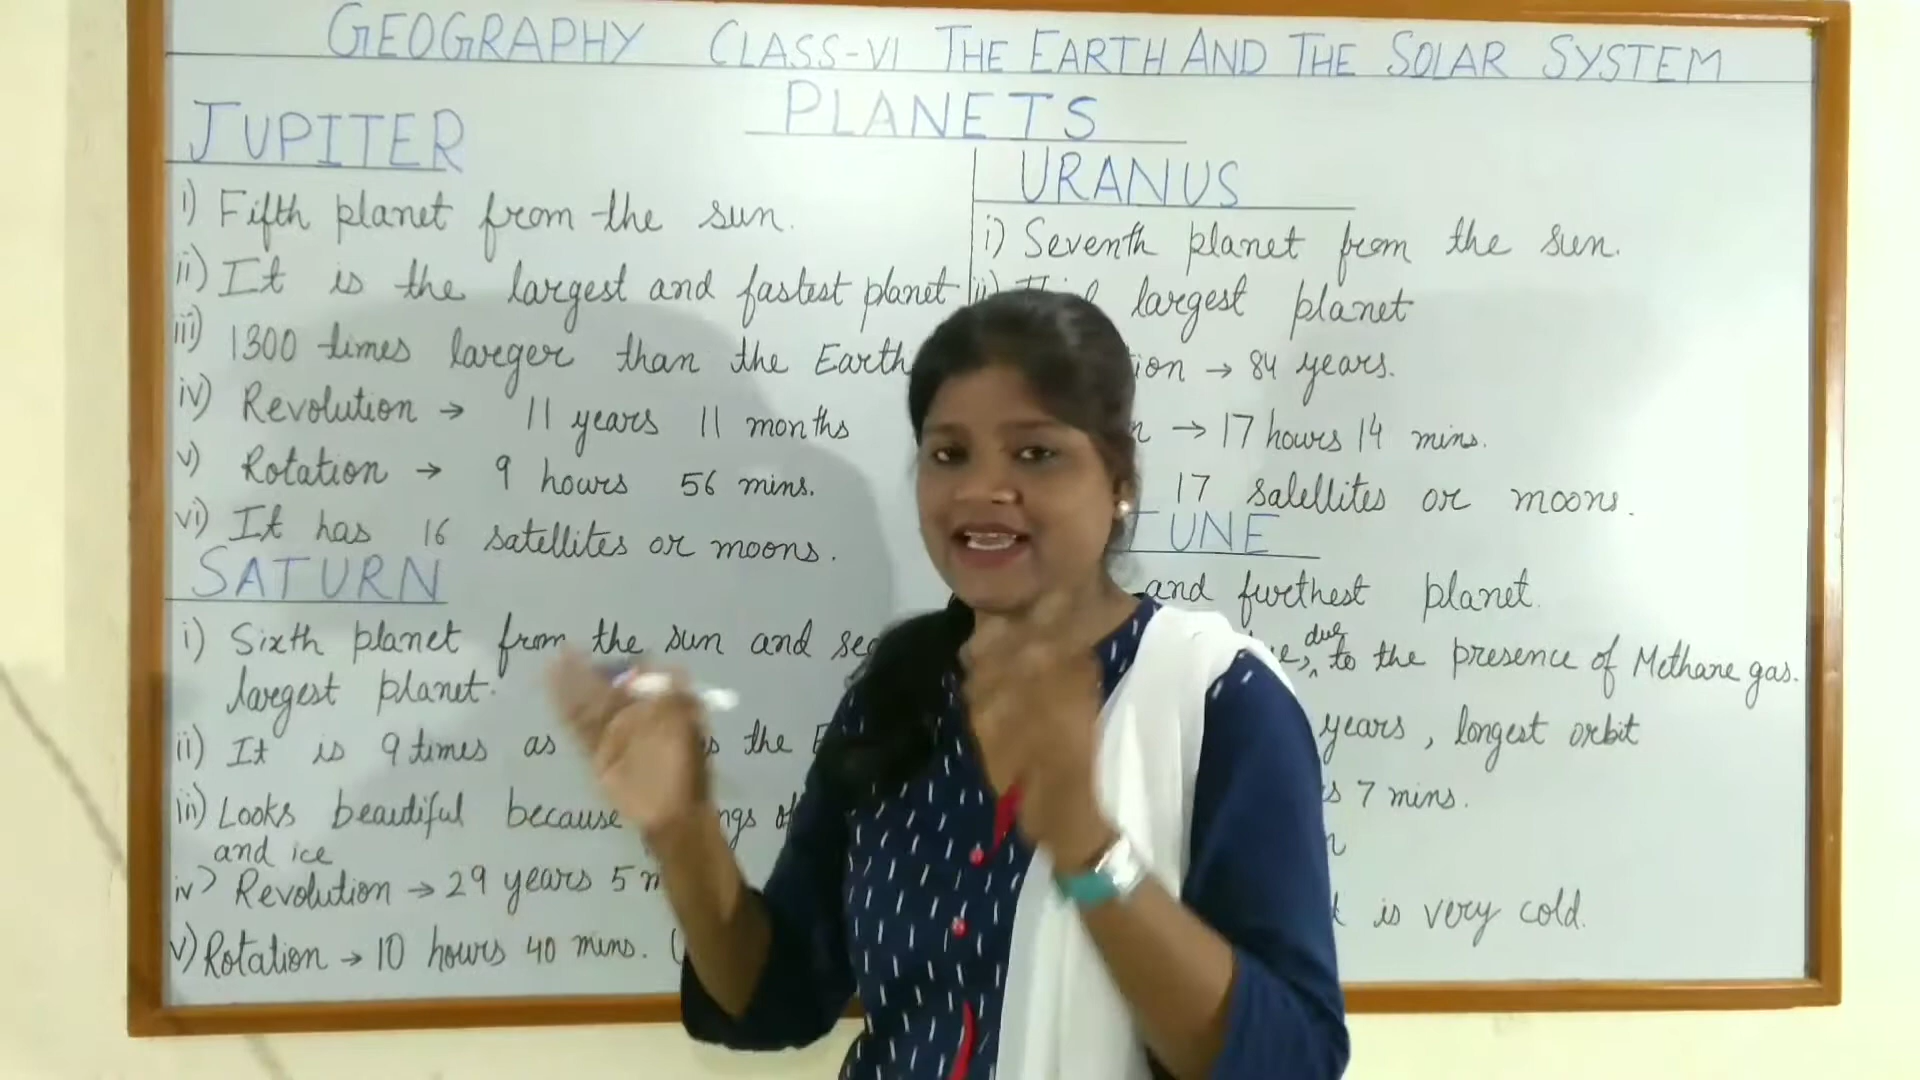 GEOGRAPHY CLASS-VI THE EARTH AND THE SOLAR SYSTEM
PLANETS
JUPITER
i) Fifth planet from the sun.
ii) It is the largest and fastest planet
iii) 1300 times larger than the Earth
iv) Revolution → 11 years 11 months
v) Rotation → 9 hours 56 mins.
vi) It has 16 satellites or moons.
SATURN
i) Sixth planet from the sun and
largest planet.
ii) It is 9 times as the
iii) Looks beautiful because
and ice
iv) Revolution → 29 years 5
v) Rotation → 10 hours 40 mins.
URANUS
i) Seventh planet from the sun.
ii) largest planet
→ 84 years.
→ 17 hours 14 mins.
17 satellites or moons.
TUNE
and furthest planet.
due
to the presence of Methane gas.
years, longest orbit
7 mins.
is very cold.